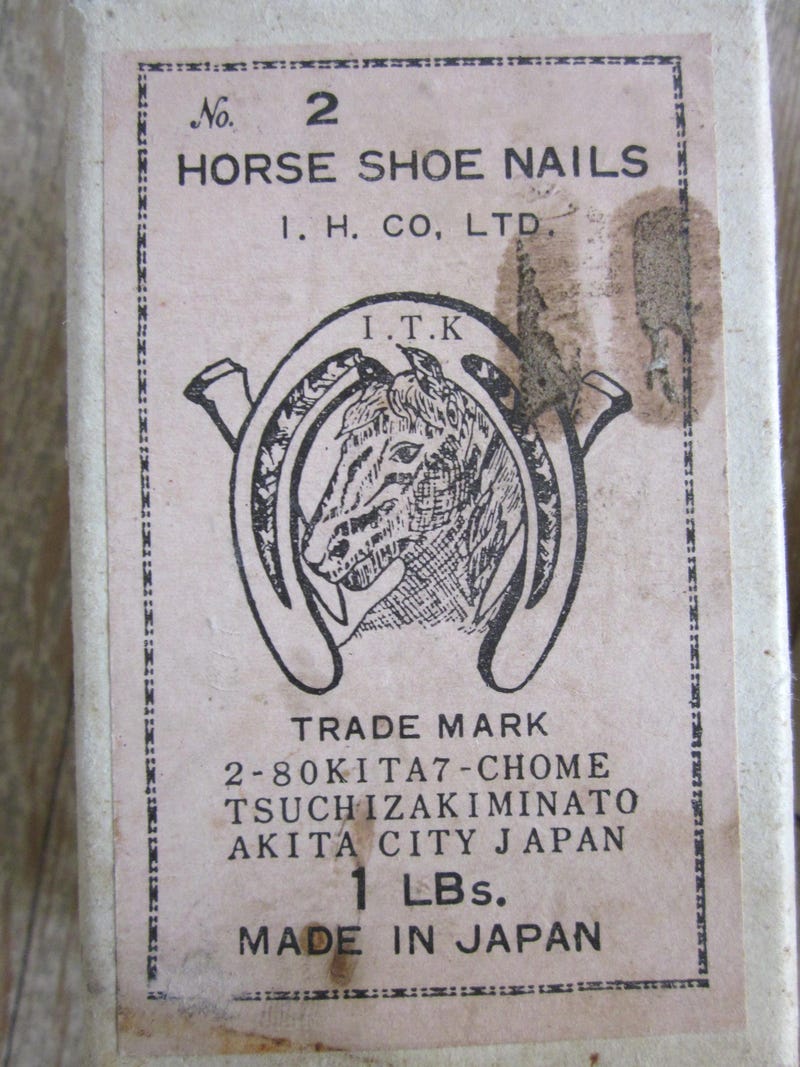 No. 2
HORSE SHOE NAILS
I. H. CO, LTD.
I.T.K
TRADE MARK
2-80KITA7-CHOME
TSUCHIZAKIMINATO
AKITA CITY JAPAN
1 LBs.
MADE IN JAPAN